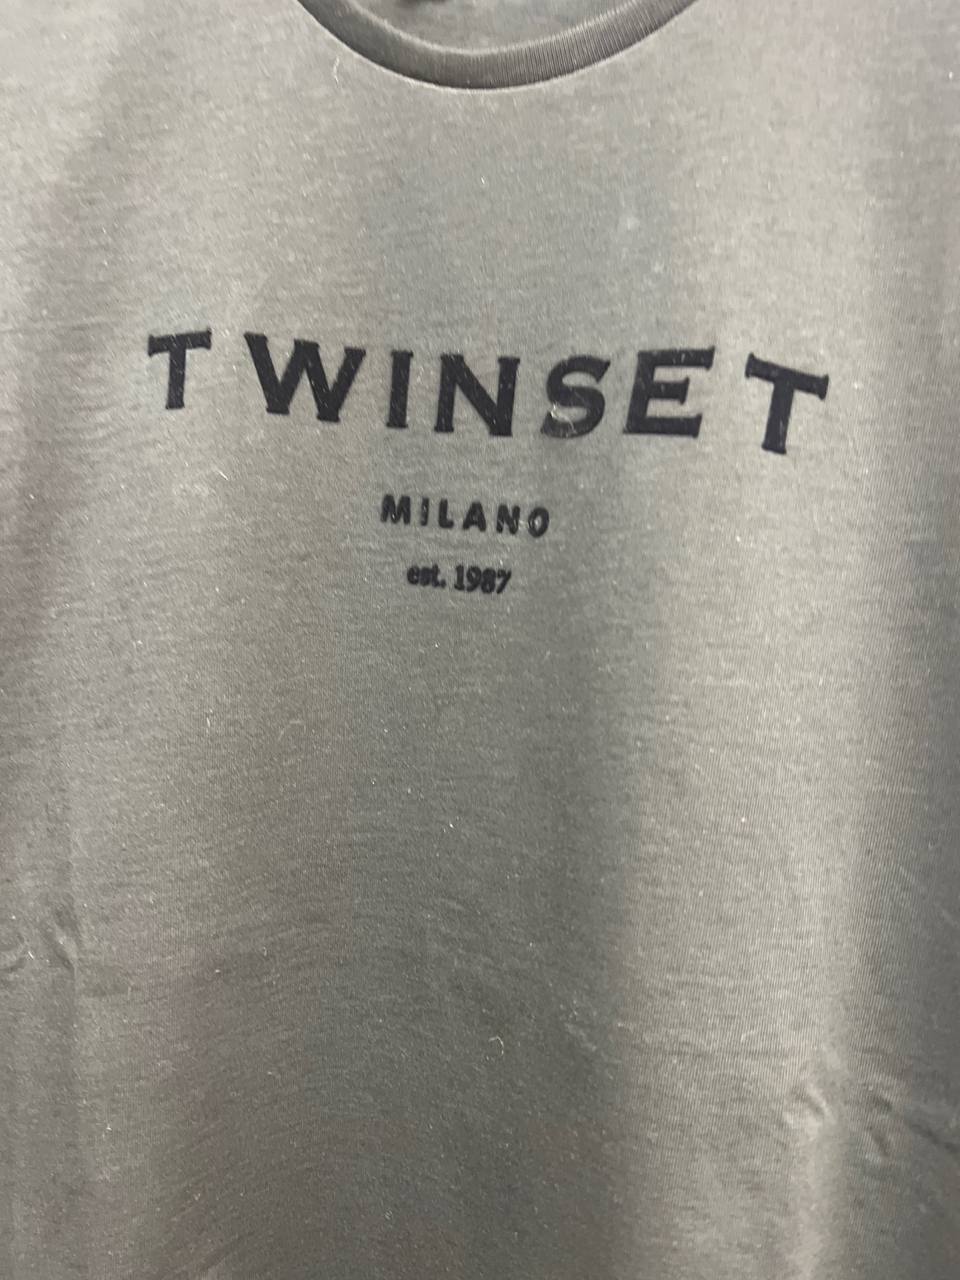 TWINSET
MILANO
est. 1987